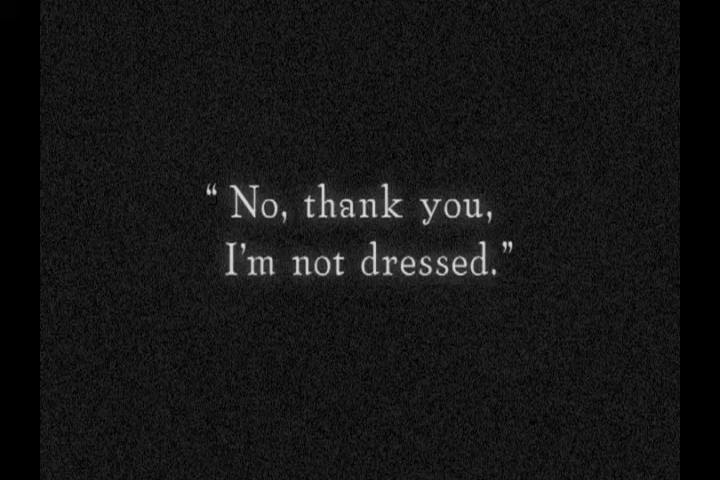 “ No, thank you,
I’m not dressed.”